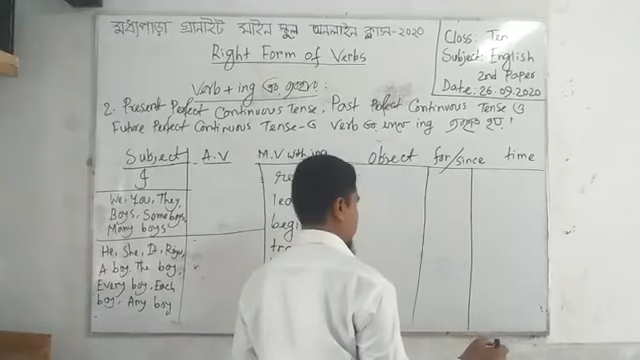 মধ্যপাড়া গ্রানাইট মাইন স্কুল অনলাইন ক্লাস-২০২০
Class: Ten
Subject: English
2nd Paper
Date: 26.09.2020
Right Form of Verbs
Verb + ing এর ব্যবহার:
2. Present Perfect Continuous Tense, Past Perfect Continuous Tense ও
Future Perfect Continuous Tense-এ verb এর সাথে ing যুক্ত হয়।
Subject A.V M.V with ing object for/since time
I
We, You, They,
Boys, Some boys,
Many boys
He, She, It,
A boy, The boy,
Every boy, Each
boy, Any boy